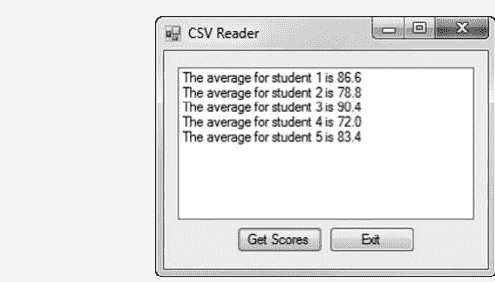 CSV Reader
The average for student 1 is 86.6
The average for student 2 is 78.8
The average for student 3 is 90.4
The average for student 4 is 72.0
The average for student 5 is 83.4
Get Scores Exit